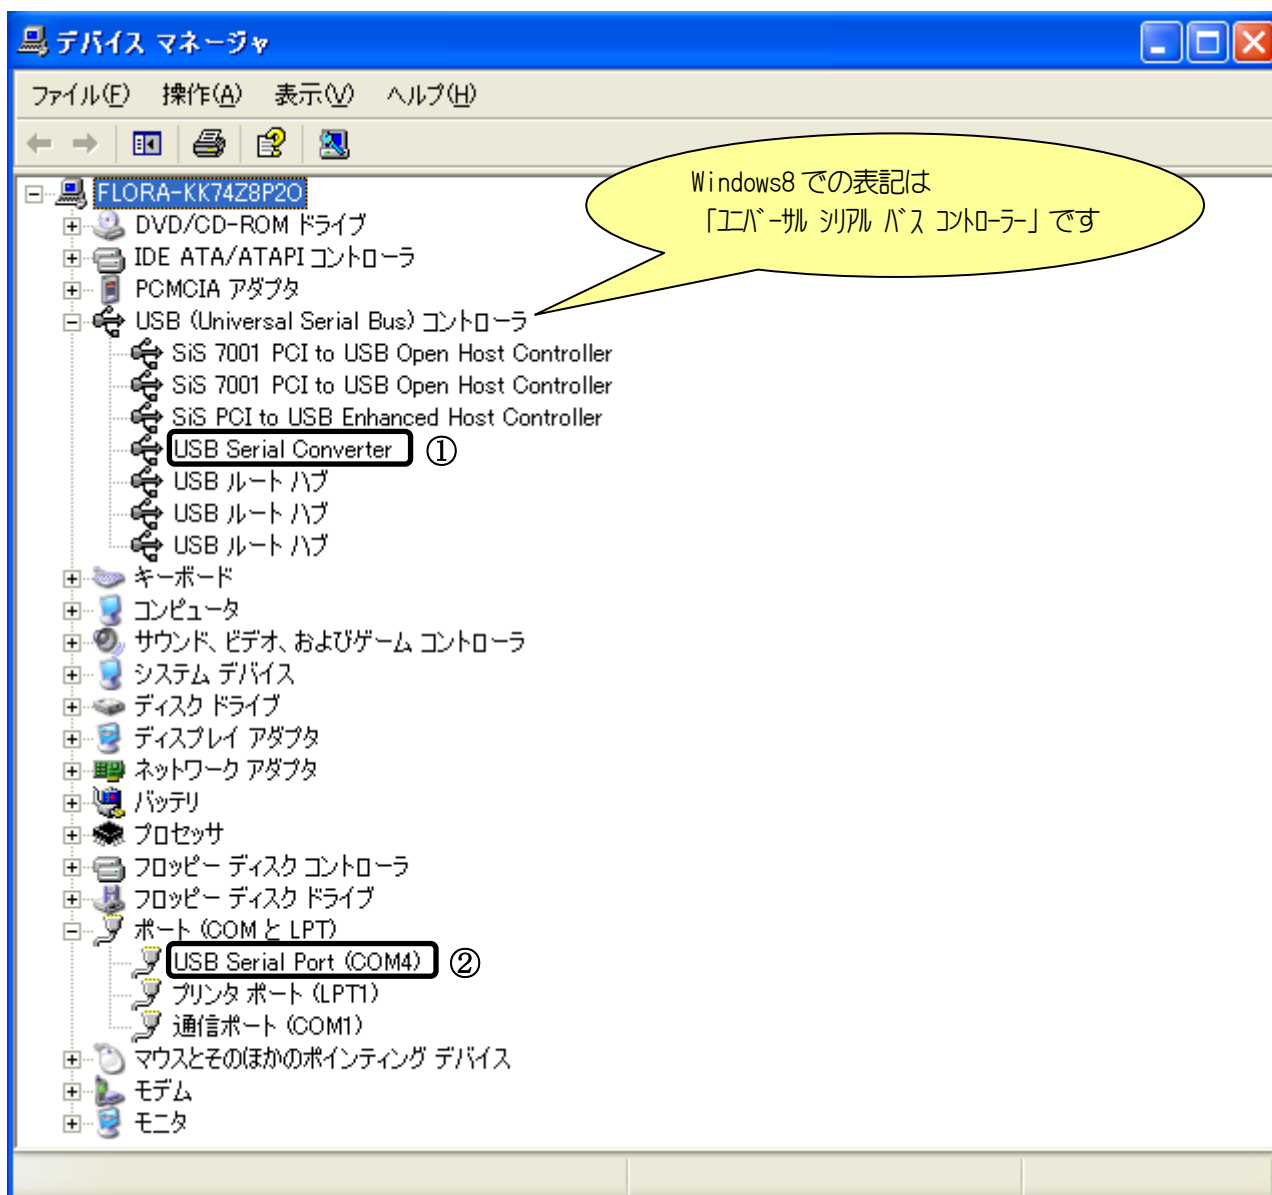 デバイス マネージャ
ファイル(F) 操作(A) 表示(V) ヘルプ(H)
Windows8 での表記は
「ﾕﾆﾊﾞｰｻﾙ ｼﾘｱﾙ ﾊﾞｽ ｺﾝﾄﾛｰﾗｰ」です
FLORA-KK74Z8P2O
DVD/CD-ROM ドライブ
IDE ATA/ATAPI コントローラ
PCMCIA アダプタ
USB (Universal Serial Bus) コントローラ
SiS 7001 PCI to USB Open Host Controller
SiS 7001 PCI to USB Open Host Controller
SiS PCI to USB Enhanced Host Controller
USB Serial Converter ①
USB ルート ハブ
USB ルート ハブ
USB ルート ハブ
キーボード
コンピュータ
サウンド、ビデオ、およびゲーム コントローラ
システム デバイス
ディスク ドライブ
ディスプレイ アダプタ
ネットワーク アダプタ
バッテリ
プロセッサ
フロッピー ディスク コントローラ
フロッピー ディスク ドライブ
ポート (COM と LPT)
USB Serial Port (COM4) ②
プリンタ ポート (LPT1)
通信ポート (COM1)
マウスとそのほかのポインティング デバイス
モデム
モニタ